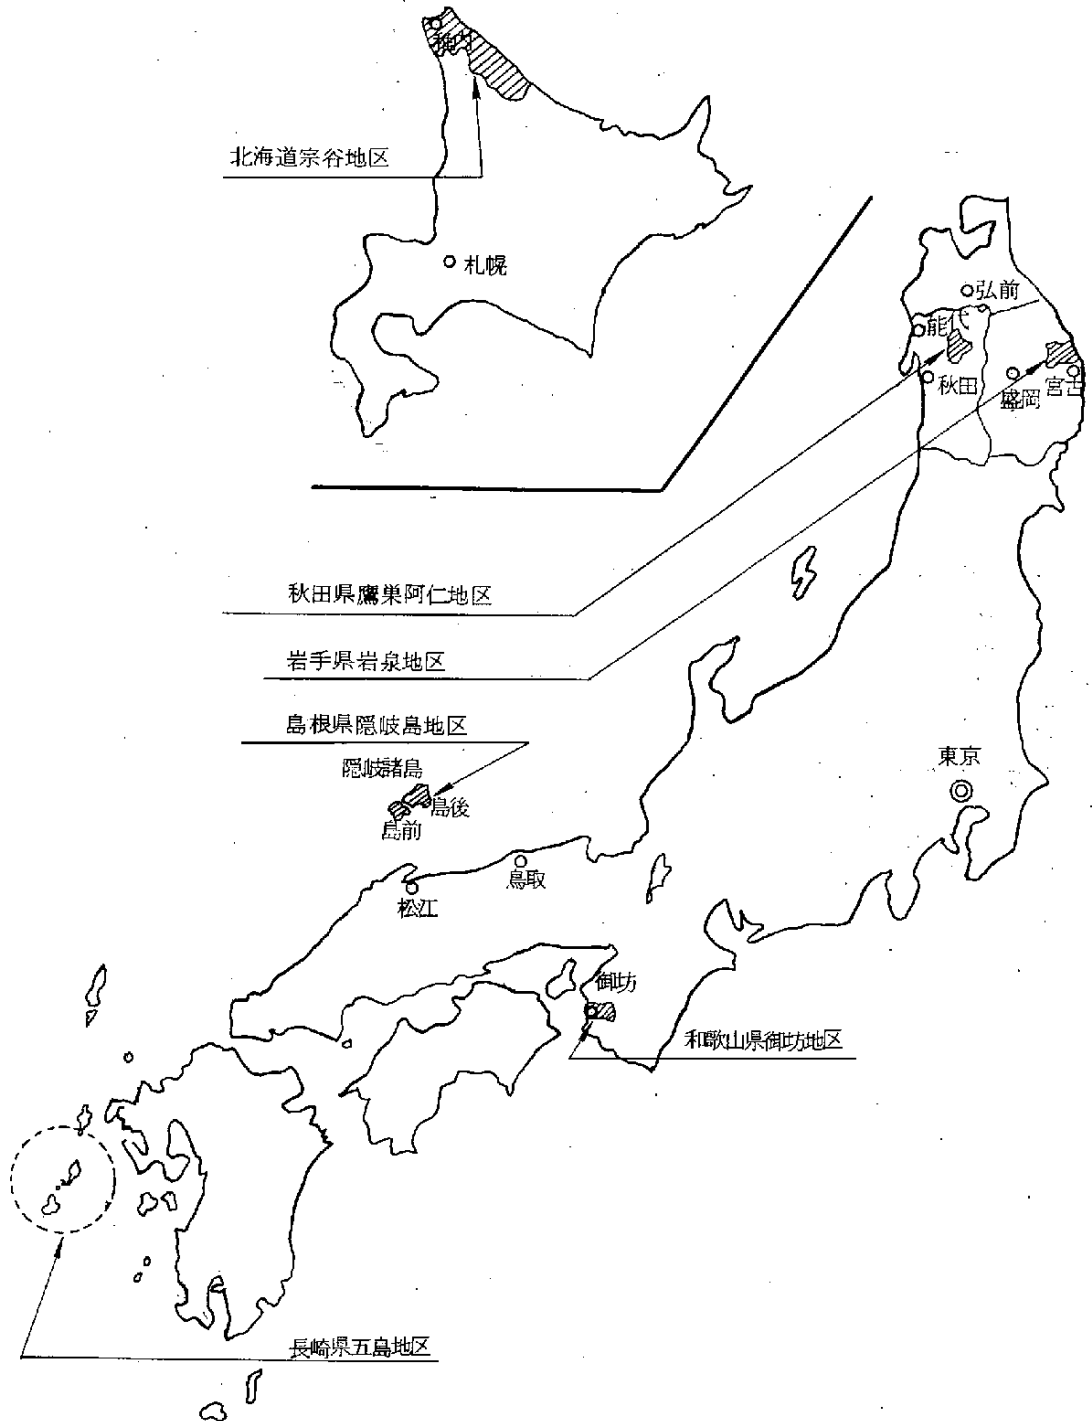 稚内
北海道宗谷地区
札幌
弘前
能代
秋田
盛岡
宮古
秋田県鷹巣阿仁地区
岩手県岩泉地区
島根県隠岐島地区
隠岐諸島
島後
島前
東京
鳥取
松江
御坊
和歌山県御坊地区
長崎県五島地区